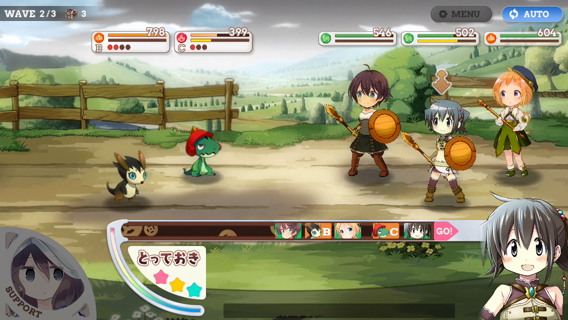 WAVE 2/3 3
MENU
AUTO
798
B
399
C
546
502
604
B
C
GO!
とっておき
SUPPORT